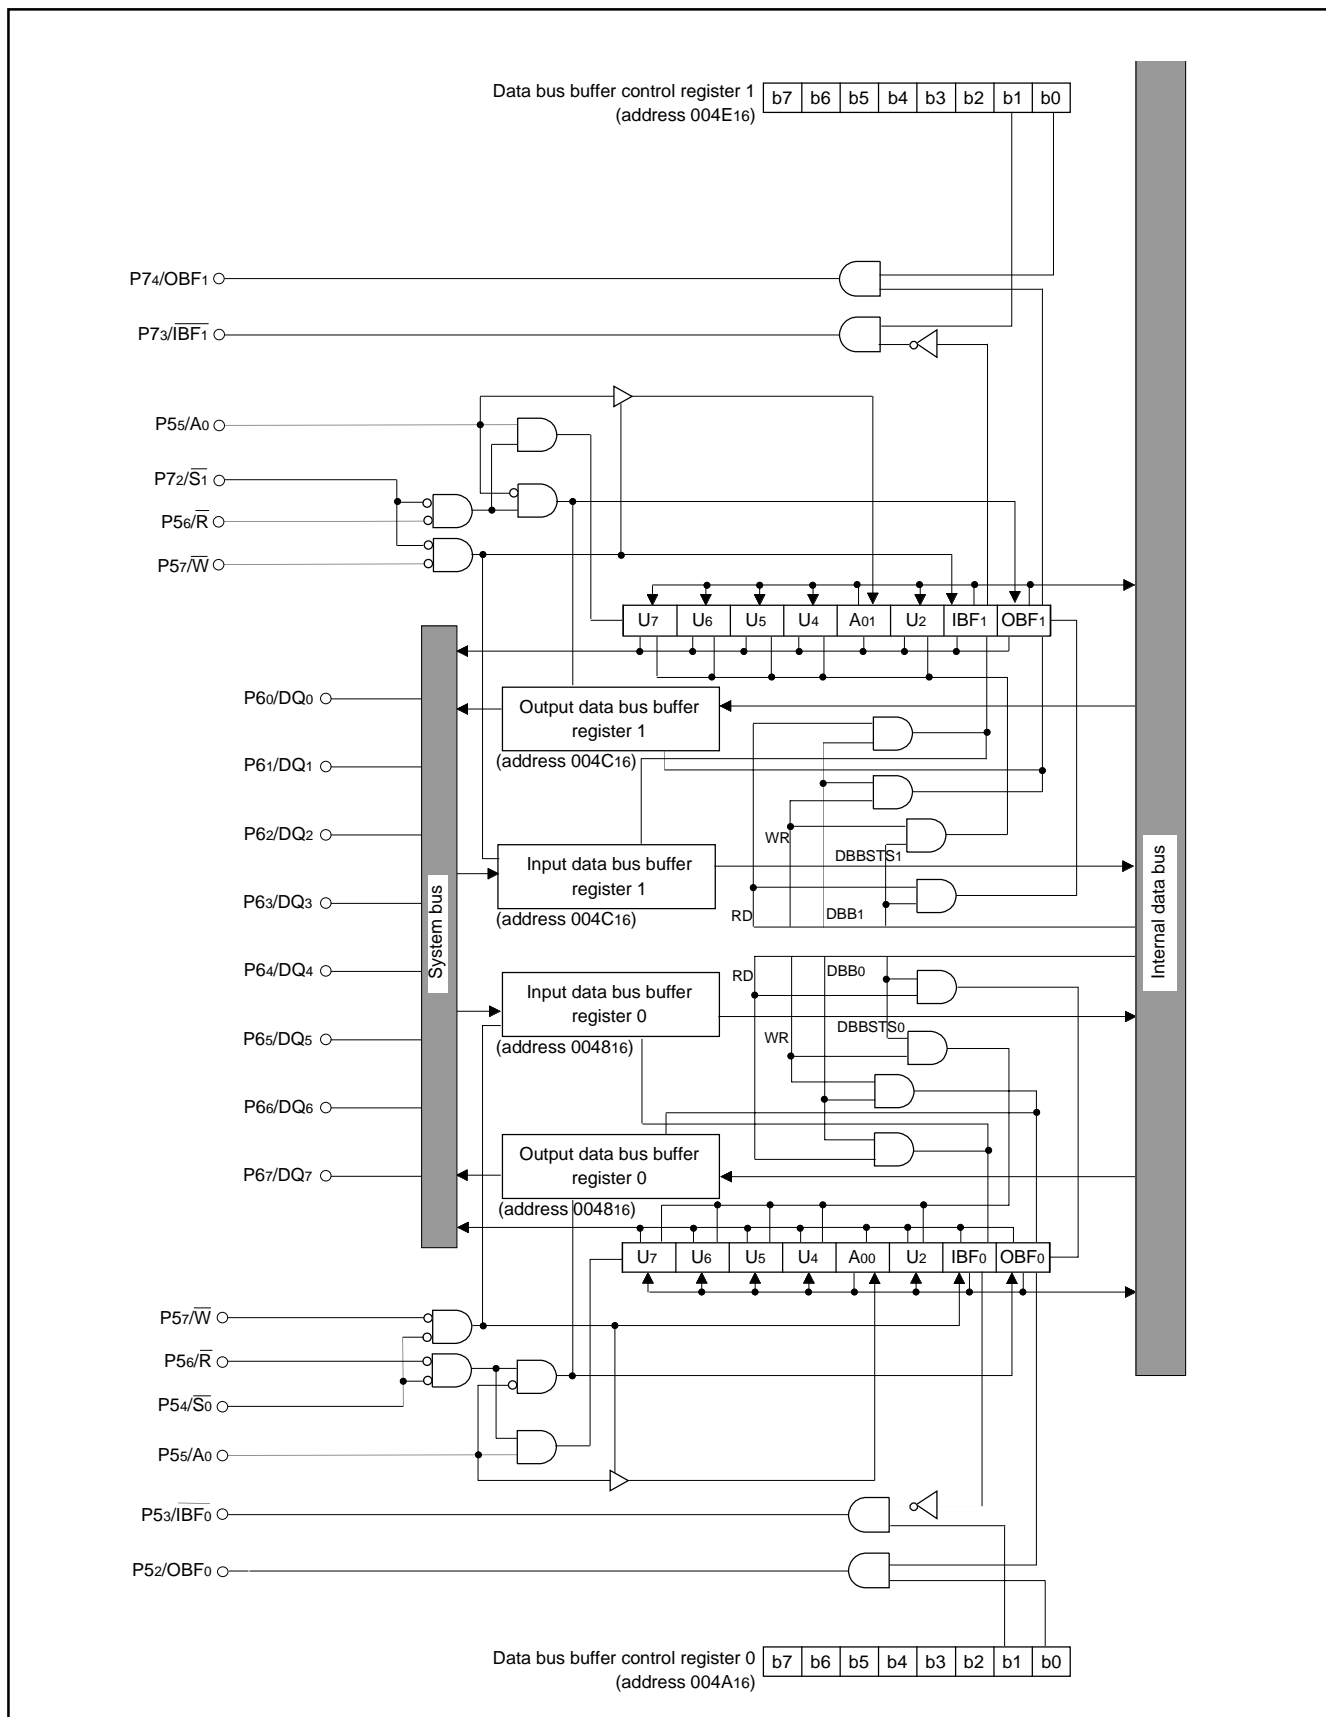 Data bus buffer control register 1 b7 b6 b5 b4 b3 b2 b1 b0
(address 004E16)
P74/OBF1
P73/IBF1
P55/A0
P72/S1
P56/R
P57/W
U7 U6 U5 U4 A01 U2 IBF1 OBF1
P60/DQ0
Output data bus buffer
register 1
(address 004C16)
P61/DQ1
P62/DQ2
WR
DBBSTS1
Input data bus buffer
register 1
(address 004C16)
P63/DQ3
RD
DBB1
System bus
Internal data bus
P64/DQ4
RD
DBB0
Input data bus buffer
register 0
(address 004816)
P65/DQ5
WR
DBBSTS0
P66/DQ6
Output data bus buffer
register 0
(address 004816)
P67/DQ7
U7 U6 U5 U4 A00 U2 IBF0 OBF0
P57/W
P56/R
P54/S0
P55/A0
P53/IBF0
P52/OBF0
Data bus buffer control register 0 b7 b6 b5 b4 b3 b2 b1 b0
(address 004A16)